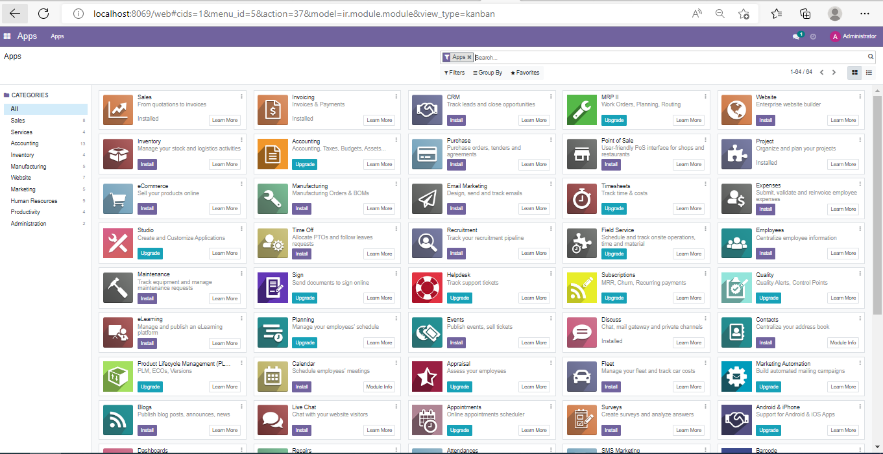 localhost:8069/web#cids=1&menu_id=5&action=37&model=ir.module.module&view_type=kanban
Apps Apps
1
A Administrator
Apps
Apps Search...
Filters Group By Favorites
1-94 / 94
CATEGORIES
All
Sales
Services
Accounting
Inventory
Manufacturing
Website
Marketing
Human Resources
Productivity
Administration
Sales
From quotations to invoices
Installed Learn More
Invoicing
Invoices & Payments
Installed Learn More
CRM
Track leads and close opportunities
Install Learn More
MRP II
Work Orders, Planning, Routing
Upgrade Learn More
Website
Enterprise website builder
Install Learn More
Inventory
Manage your stock and logistics activities
Install Learn More
Accounting
Accounting, Taxes, Budgets, Assets.
Upgrade Learn More
Purchase
Purchase orders, tenders and
agreements
Install Learn More
Point of Sale
User-friendly PoS interface for shops and
restaurants
Install Learn More
Project
Organize and plan your projects
Installed Learn More
eCommerce
Sell your products online
Install Learn More
Manufacturing
Manufacturing Orders & BOMs
Install Learn More
Email Marketing
Design, send and track emails
Install Learn More
Timesheets
Track time & costs
Upgrade Learn More
Expenses
Submit, validate and reinvoice employee
expenses
Install Learn More
Studio
Create and Customize Applications
Upgrade Learn More
Time Off
Allocate PTOs and follow leaves
requests
Install Learn More
Recruitment
Track your recruitment pipeline
Install Learn More
Field Service
Schedule and track onsite operations,
time and material
Upgrade Learn More
Employees
Centralize employee information
Install Learn More
Maintenance
Track equipment and manage
maintenance requests
Install Learn More
Sign
Send documents to sign online
Upgrade Learn More
Helpdesk
Track support tickets
Upgrade Learn More
Subscriptions
MRR, Churn, Recurring payments
Upgrade Learn More
Quality
Quality Alerts, Control Points
Upgrade Learn More
eLearning
Manage and publish an eLearning
platform
Install Learn More
Planning
Manage your employees' schedule
Upgrade Learn More
Events
Publish events, sell tickets
Install Learn More
Discuss
Chat, mail gateway and private channels
Installed Learn More
Contacts
Centralize your address book
Install Module Info
Product Lifecycle Management (PL...
PLM, ECOs, Versions
Upgrade Learn More
Calendar
Schedule employees' meetings
Install Module Info
Appraisal
Assess your employees
Upgrade Learn More
Fleet
Manage your fleet and track car costs
Install Learn More
Marketing Automation
Build automated mailing campaigns
Upgrade Learn More
Blogs
Publish blog posts, announces, news
Install Learn More
Live Chat
Chat with your website visitors
Install Learn More
Appointments
Online appointments scheduler
Upgrade Learn More
Surveys
Create surveys and analyze answers
Install Learn More
Android & iPhone
Support for Android & iOS Apps
Upgrade Learn More
Dashboards
Repairs
Attendances
SMS Marketing
Barcode